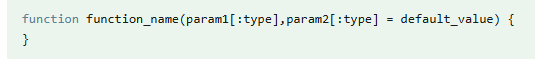 function function_name(param1[:type],param2[:type] = default_value) {
}